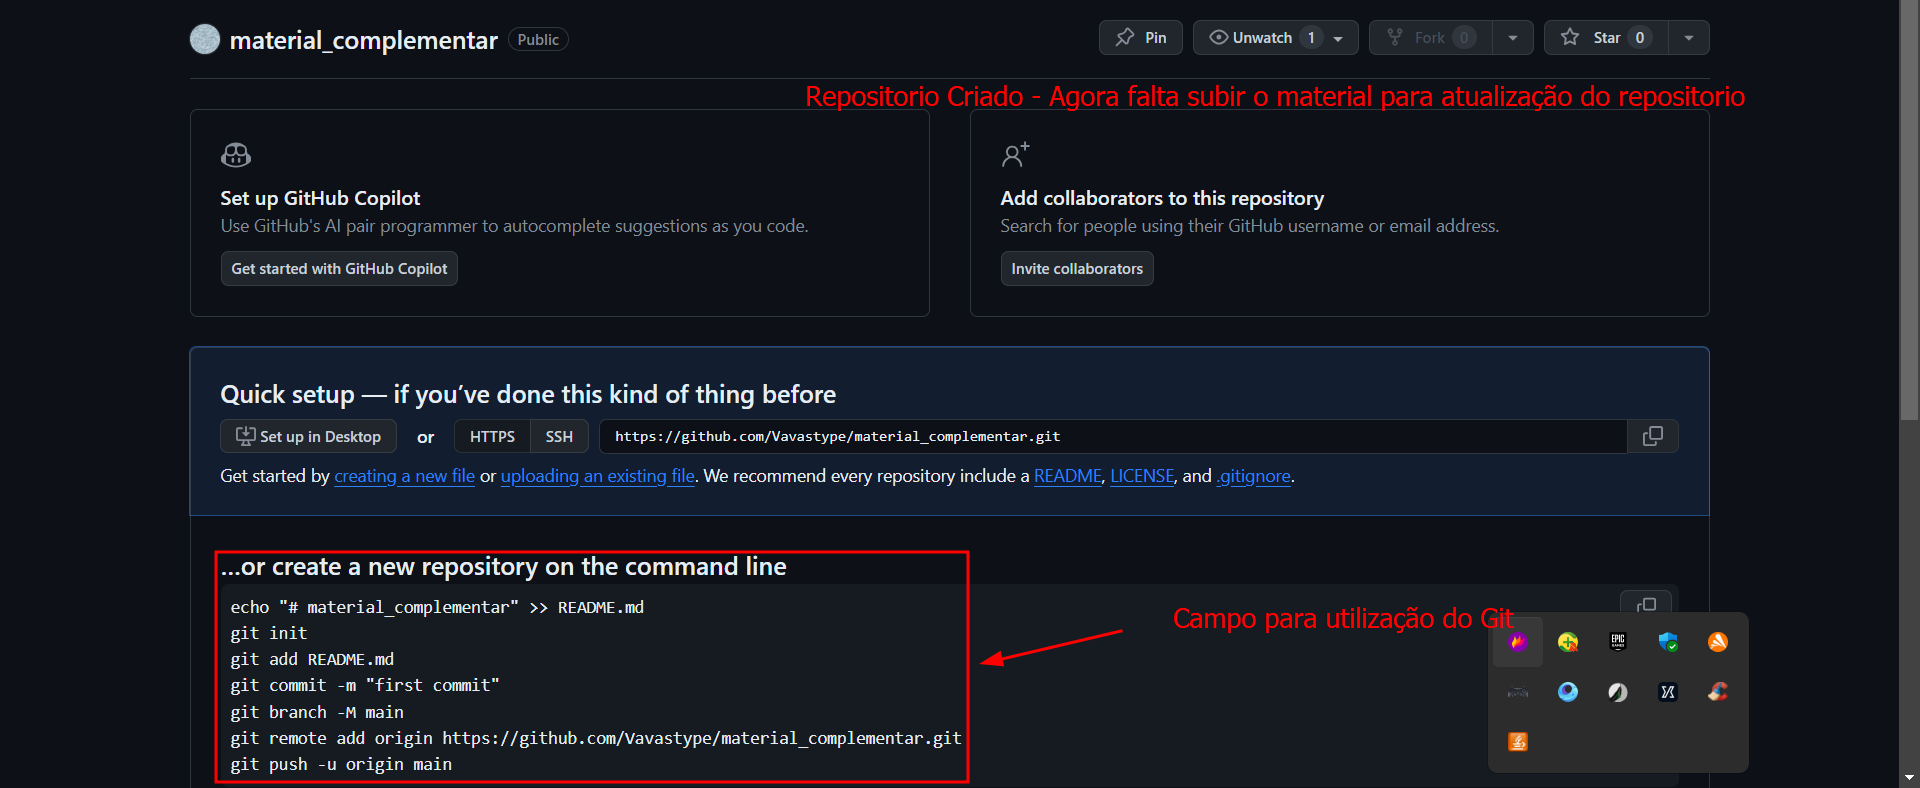 material_complementar Public Pin Unwatch 1 Fork 0 Star 0
Repositorio Criado - Agora falta subir o material para atualização do repositorio
Set up GitHub Copilot
Use GitHub's AI pair programmer to autocomplete suggestions as you code.
Get started with GitHub Copilot
Add collaborators to this repository
Search for people using their GitHub username or email address.
Invite collaborators
Quick setup — if you’ve done this kind of thing before
Set up in Desktop or HTTPS SSH https://github.com/Vavastype/material_complementar.git
Get started by creating a new file or uploading an existing file. We recommend every repository include a README, LICENSE, and .gitignore.
...or create a new repository on the command line
echo "# material_complementar" >> README.md
git init
git add README.md
git commit -m "first commit"
git branch -M main
git remote add origin https://github.com/Vavastype/material_complementar.git
git push -u origin main
Campo para utilização do Git
EPIC
GAMES